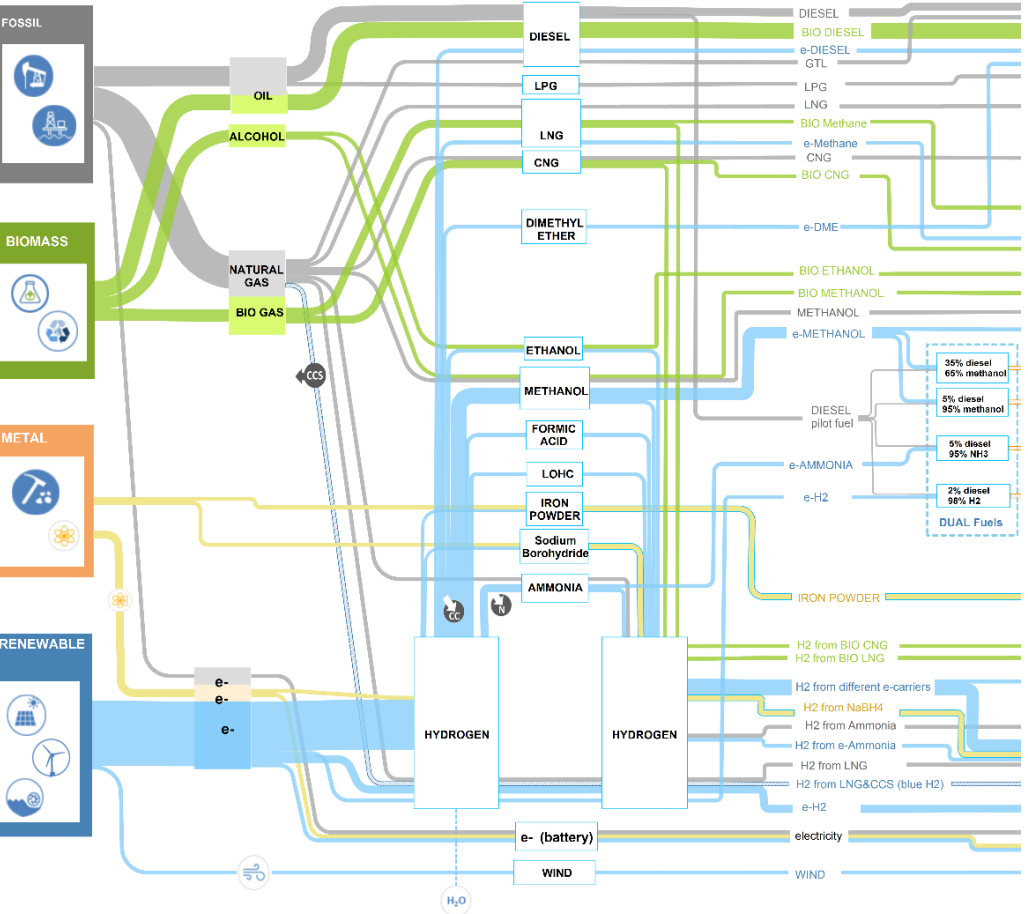 FOSSIL
BIOMASS
METAL
RENEWABLE
OIL
ALCOHOL
NATURAL
GAS
BIO GAS
CCS
e-
e-
e-
DIESEL
LPG
LNG
CNG
DIMETHYL
ETHER
ETHANOL
METHANOL
FORMIC
ACID
LOHC
IRON
POWDER
Sodium
Borohydride
AMMONIA
CC
N
HYDROGEN
HYDROGEN
e- (battery)
WIND
H₂O
DIESEL
BIO DIESEL
e-DIESEL
GTL
LPG
LNG
BIO Methane
e-Methane
CNG
BIO CNG
e-DME
BIO ETHANOL
BIO METHANOL
METHANOL
e-METHANOL
DIESEL
pilot fuel
e-AMMONIA
e-H2
35% diesel
65% methanol
5% diesel
95% methanol
5% diesel
95% NH3
2% diesel
98% H2
DUAL Fuels
IRON POWDER
H2 from BIO CNG
H2 from BIO LNG
H2 from different e-carriers
H2 from NaBH4
H2 from Ammonia
H2 from e-Ammonia
H2 from LNG
H2 from LNG&CCS (blue H2)
e-H2
electricity
WIND